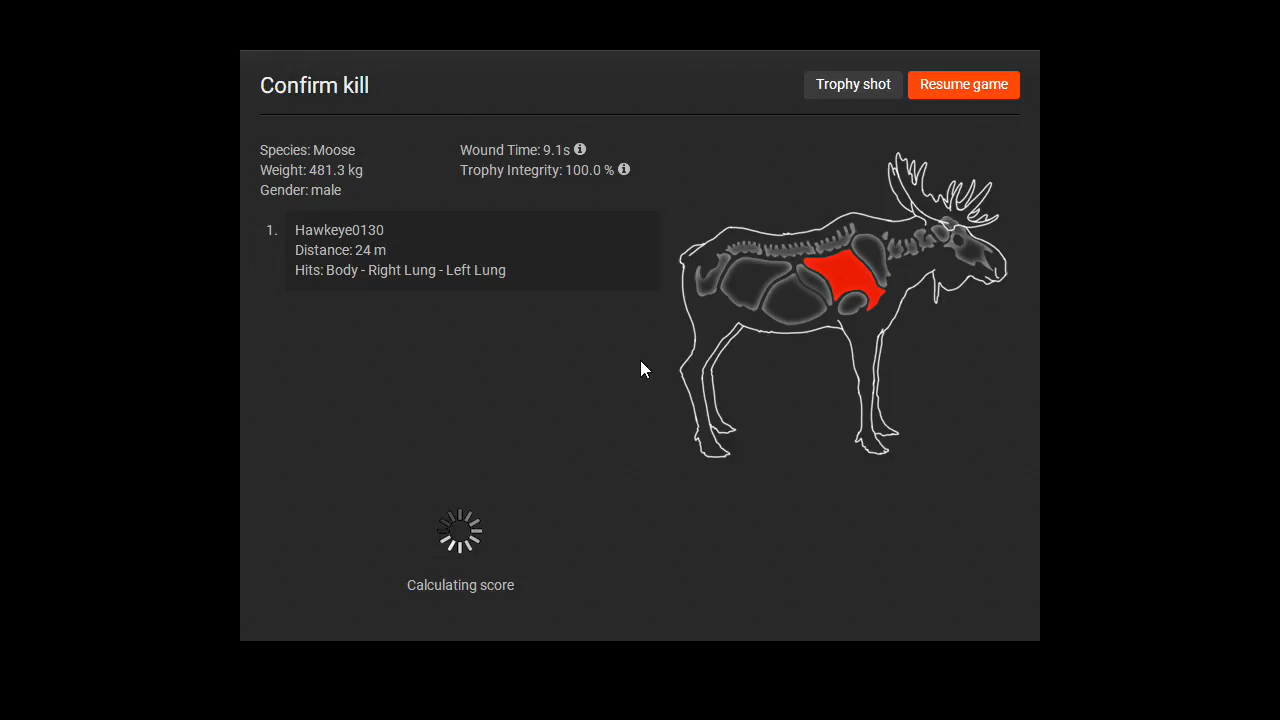 Confirm kill
Trophy shot
Resume game
Species: Moose
Weight: 481.3 kg
Gender: male
Wound Time: 9.1s
Trophy Integrity: 100.0 %
1.
Hawkeye0130
Distance: 24 m
Hits: Body - Right Lung - Left Lung
Calculating score